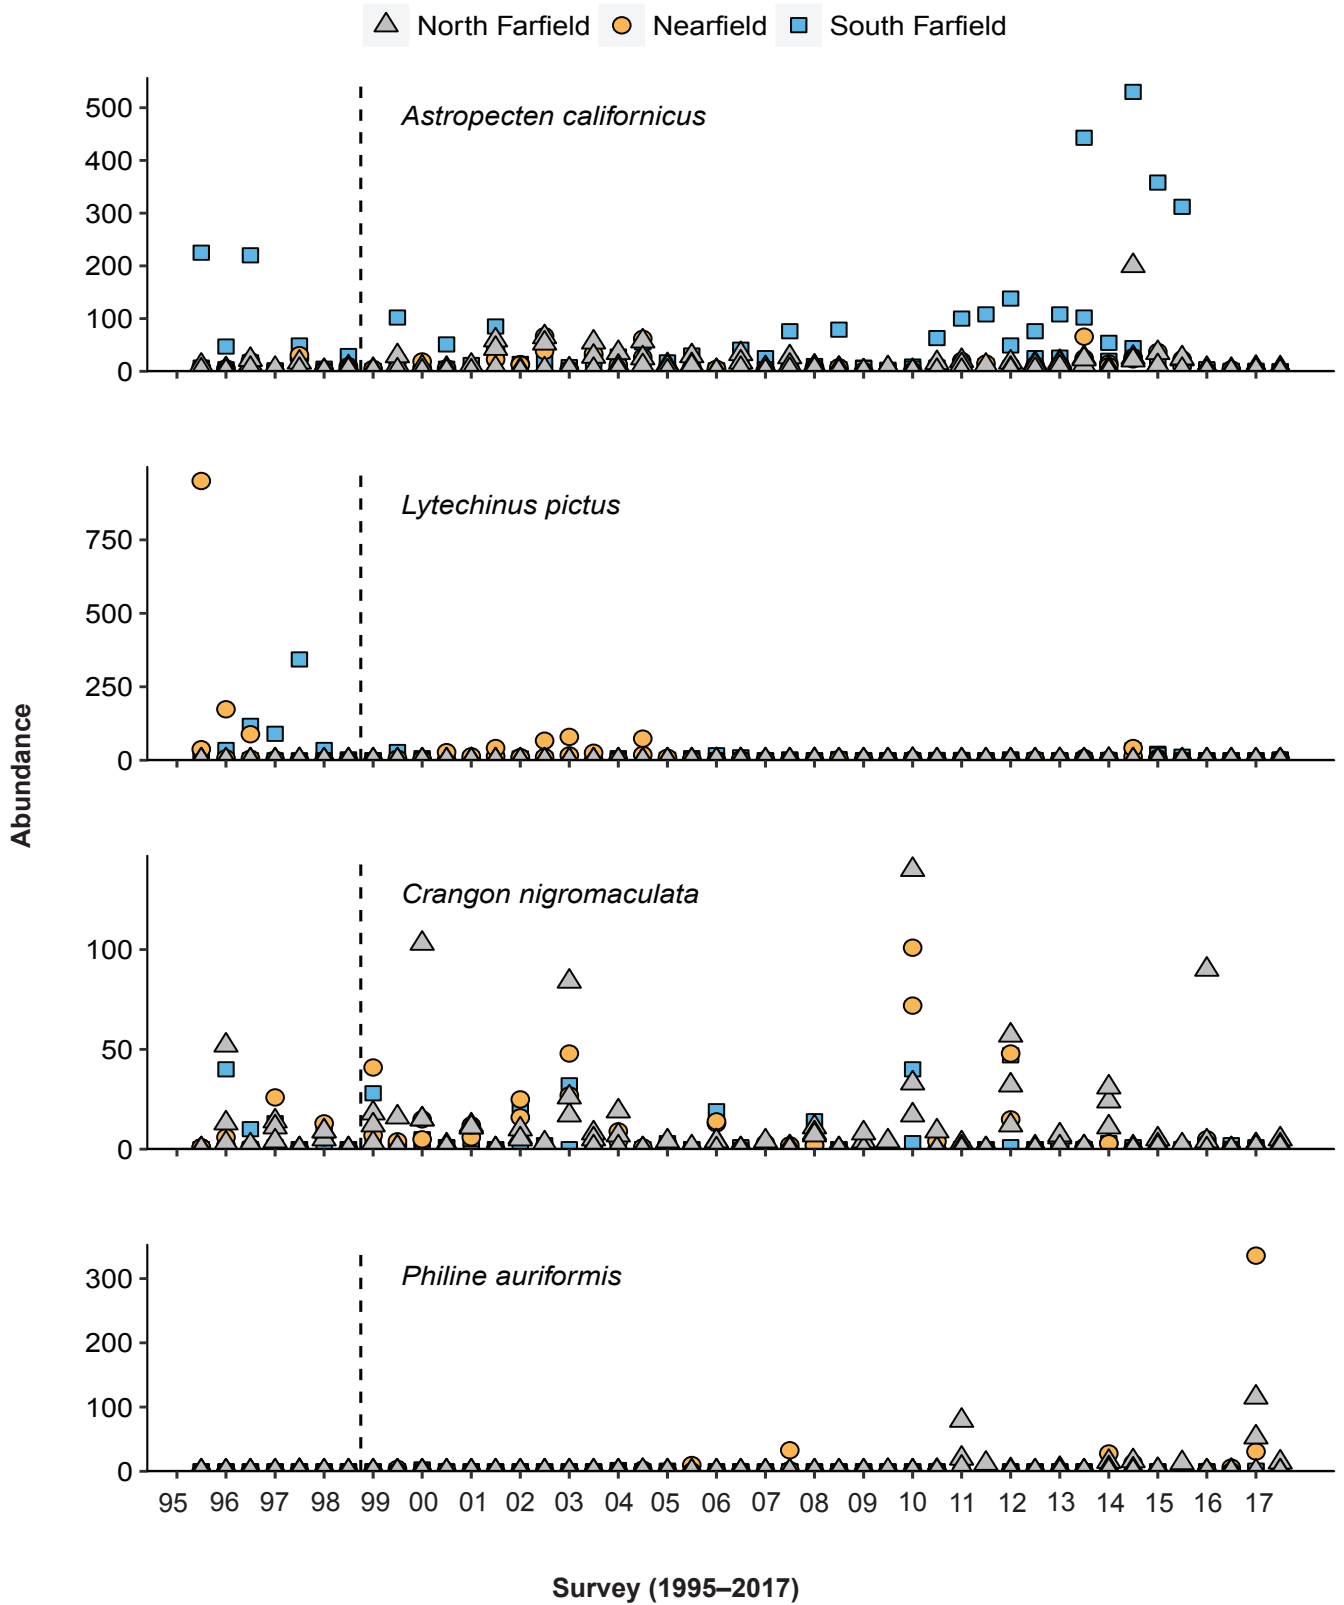 North Farfield Nearfield South Farfield
Astropecten californicus
500
400
300
200
100
0
Lytechinus pictus
750
500
250
0
Abundance
Crangon nigromaculata
100
50
0
Philine auriformis
300
200
100
0
95 96 97 98 99 00 01 02 03 04 05 06 07 08 09 10 11 12 13 14 15 16 17
Survey (1995–2017)